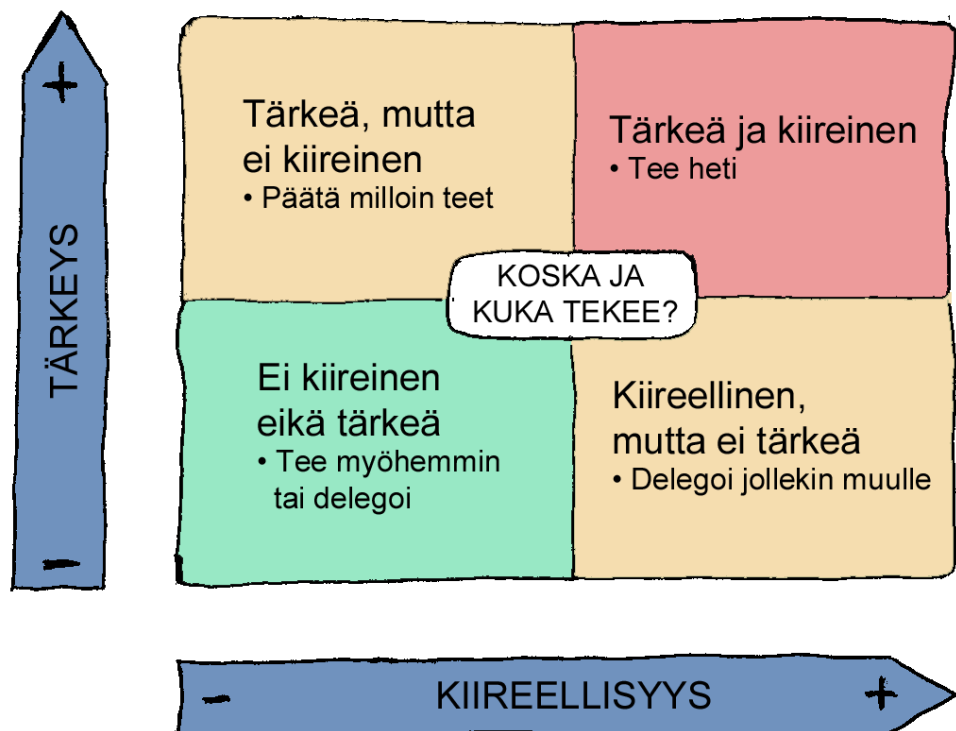 +
TÄRKEYS
-
Tärkeä, mutta
ei kiireinen
• Päätä milloin teet
Tärkeä ja kiireinen
• Tee heti
KOSKA JA
KUKA TEKEE?
Ei kiireinen
eikä tärkeä
• Tee myöhemmin
tai delegoi
Kiireellinen,
mutta ei tärkeä
• Delegoi jollekin muulle
- KIIREELLISYYS +